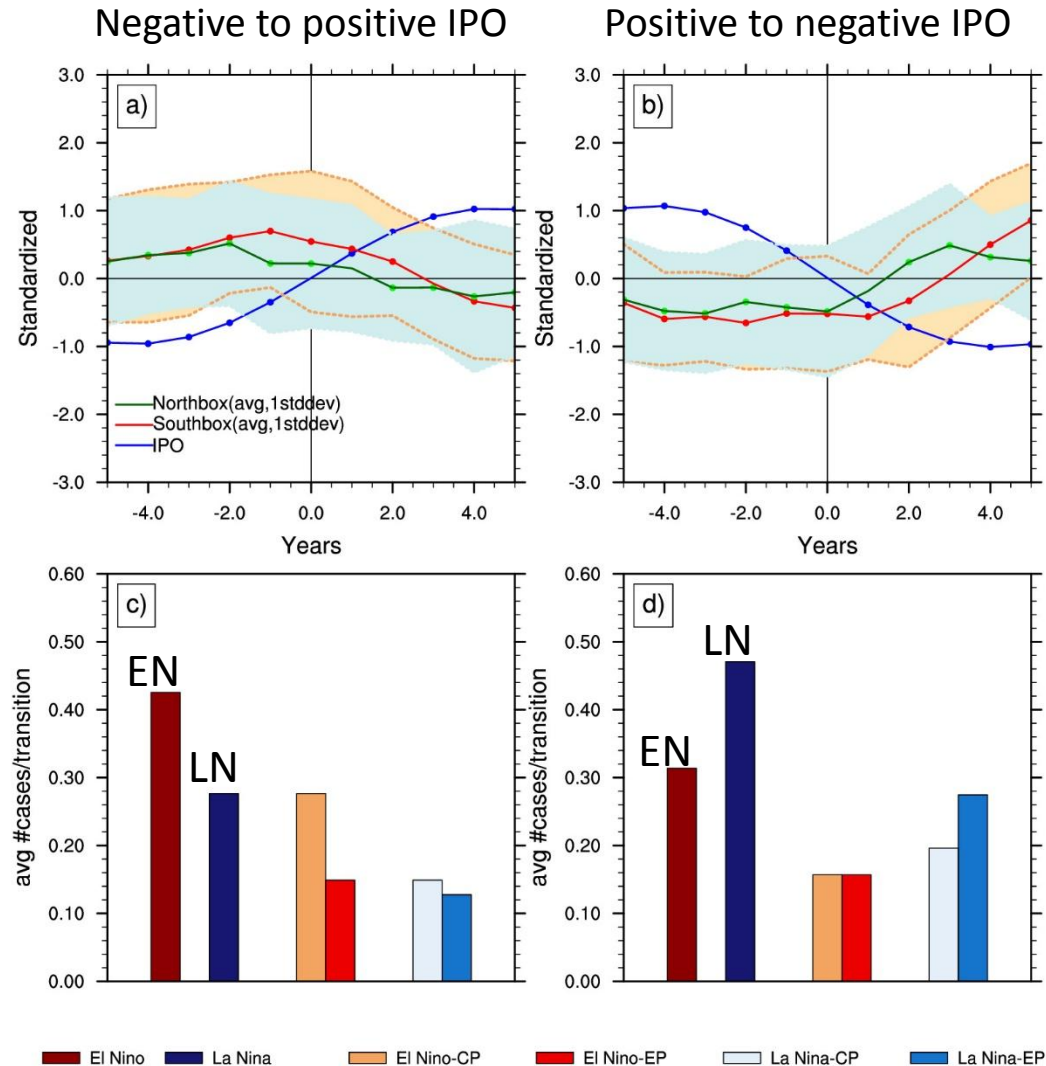 Negative to positive IPO
Positive to negative IPO
a)
3.0
2.0
1.0
0.0
-1.0
-2.0
-3.0
Standardized
Northbox(avg,1stddev)
Southbox(avg,1stddev)
IPO
-4.0 -2.0 0.0 2.0 4.0
Years
b)
3.0
2.0
1.0
0.0
-1.0
-2.0
-3.0
Standardized
-4.0 -2.0 0.0 2.0 4.0
Years
c)
0.60
0.50
0.40
0.30
0.20
0.10
0.00
avg #cases/transition
EN
LN
d)
0.60
0.50
0.40
0.30
0.20
0.10
0.00
avg #cases/transition
LN
EN
El Nino La Nina El Nino-CP El Nino-EP La Nina-CP La Nina-EP